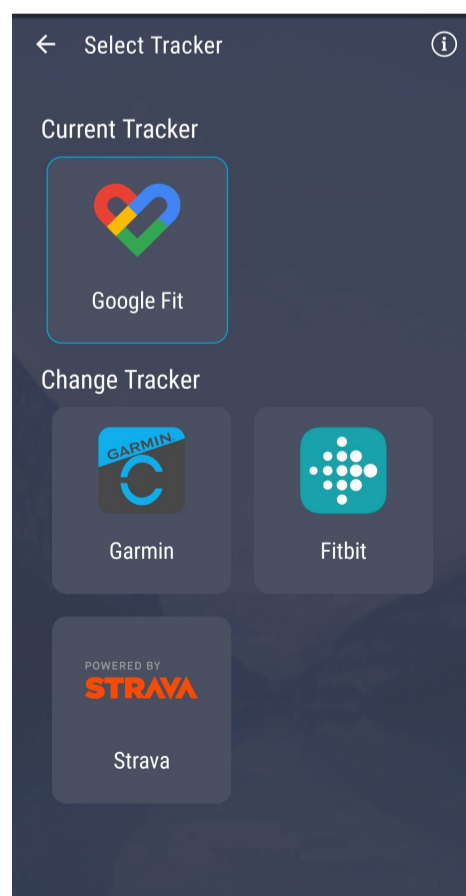 Select Tracker
Current Tracker
Google Fit
Change Tracker
GARMIN
Garmin
Fitbit
POWERED BY
STRAVA
Strava